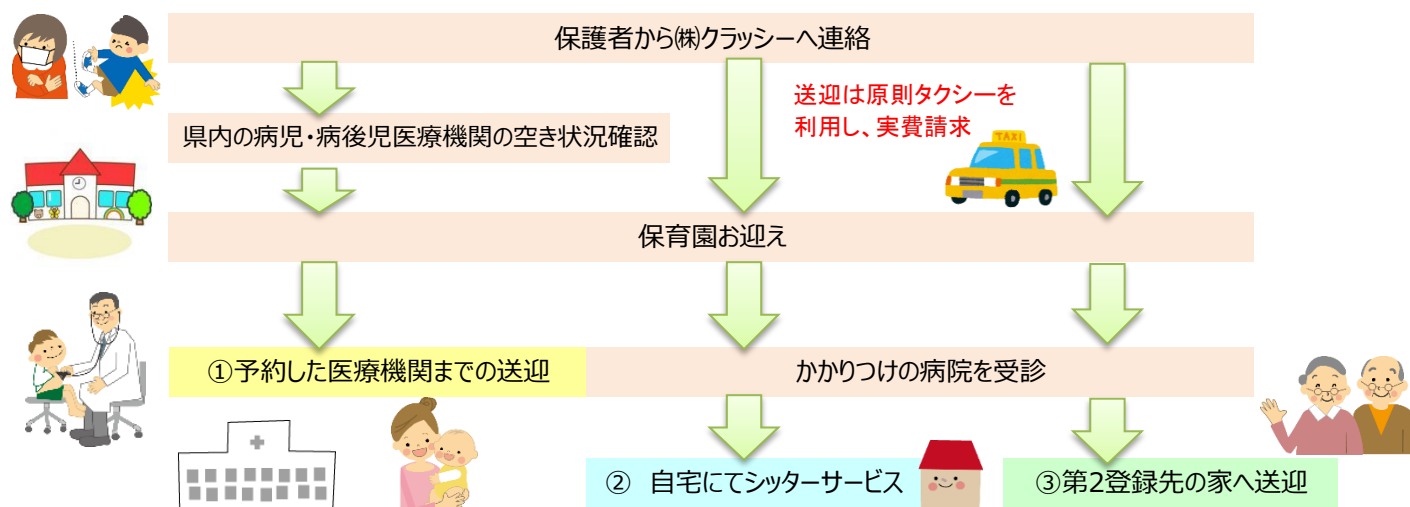 保護者から㈱クラッシーへ連絡
送迎は原則タクシーを
利用し、実費請求
TAXI
県内の病児・病後児医療機関の空き状況確認
保育園お迎え
①予約した医療機関までの送迎
かかりつけの病院を受診
② 自宅にてシッターサービス
③第2登録先の家へ送迎